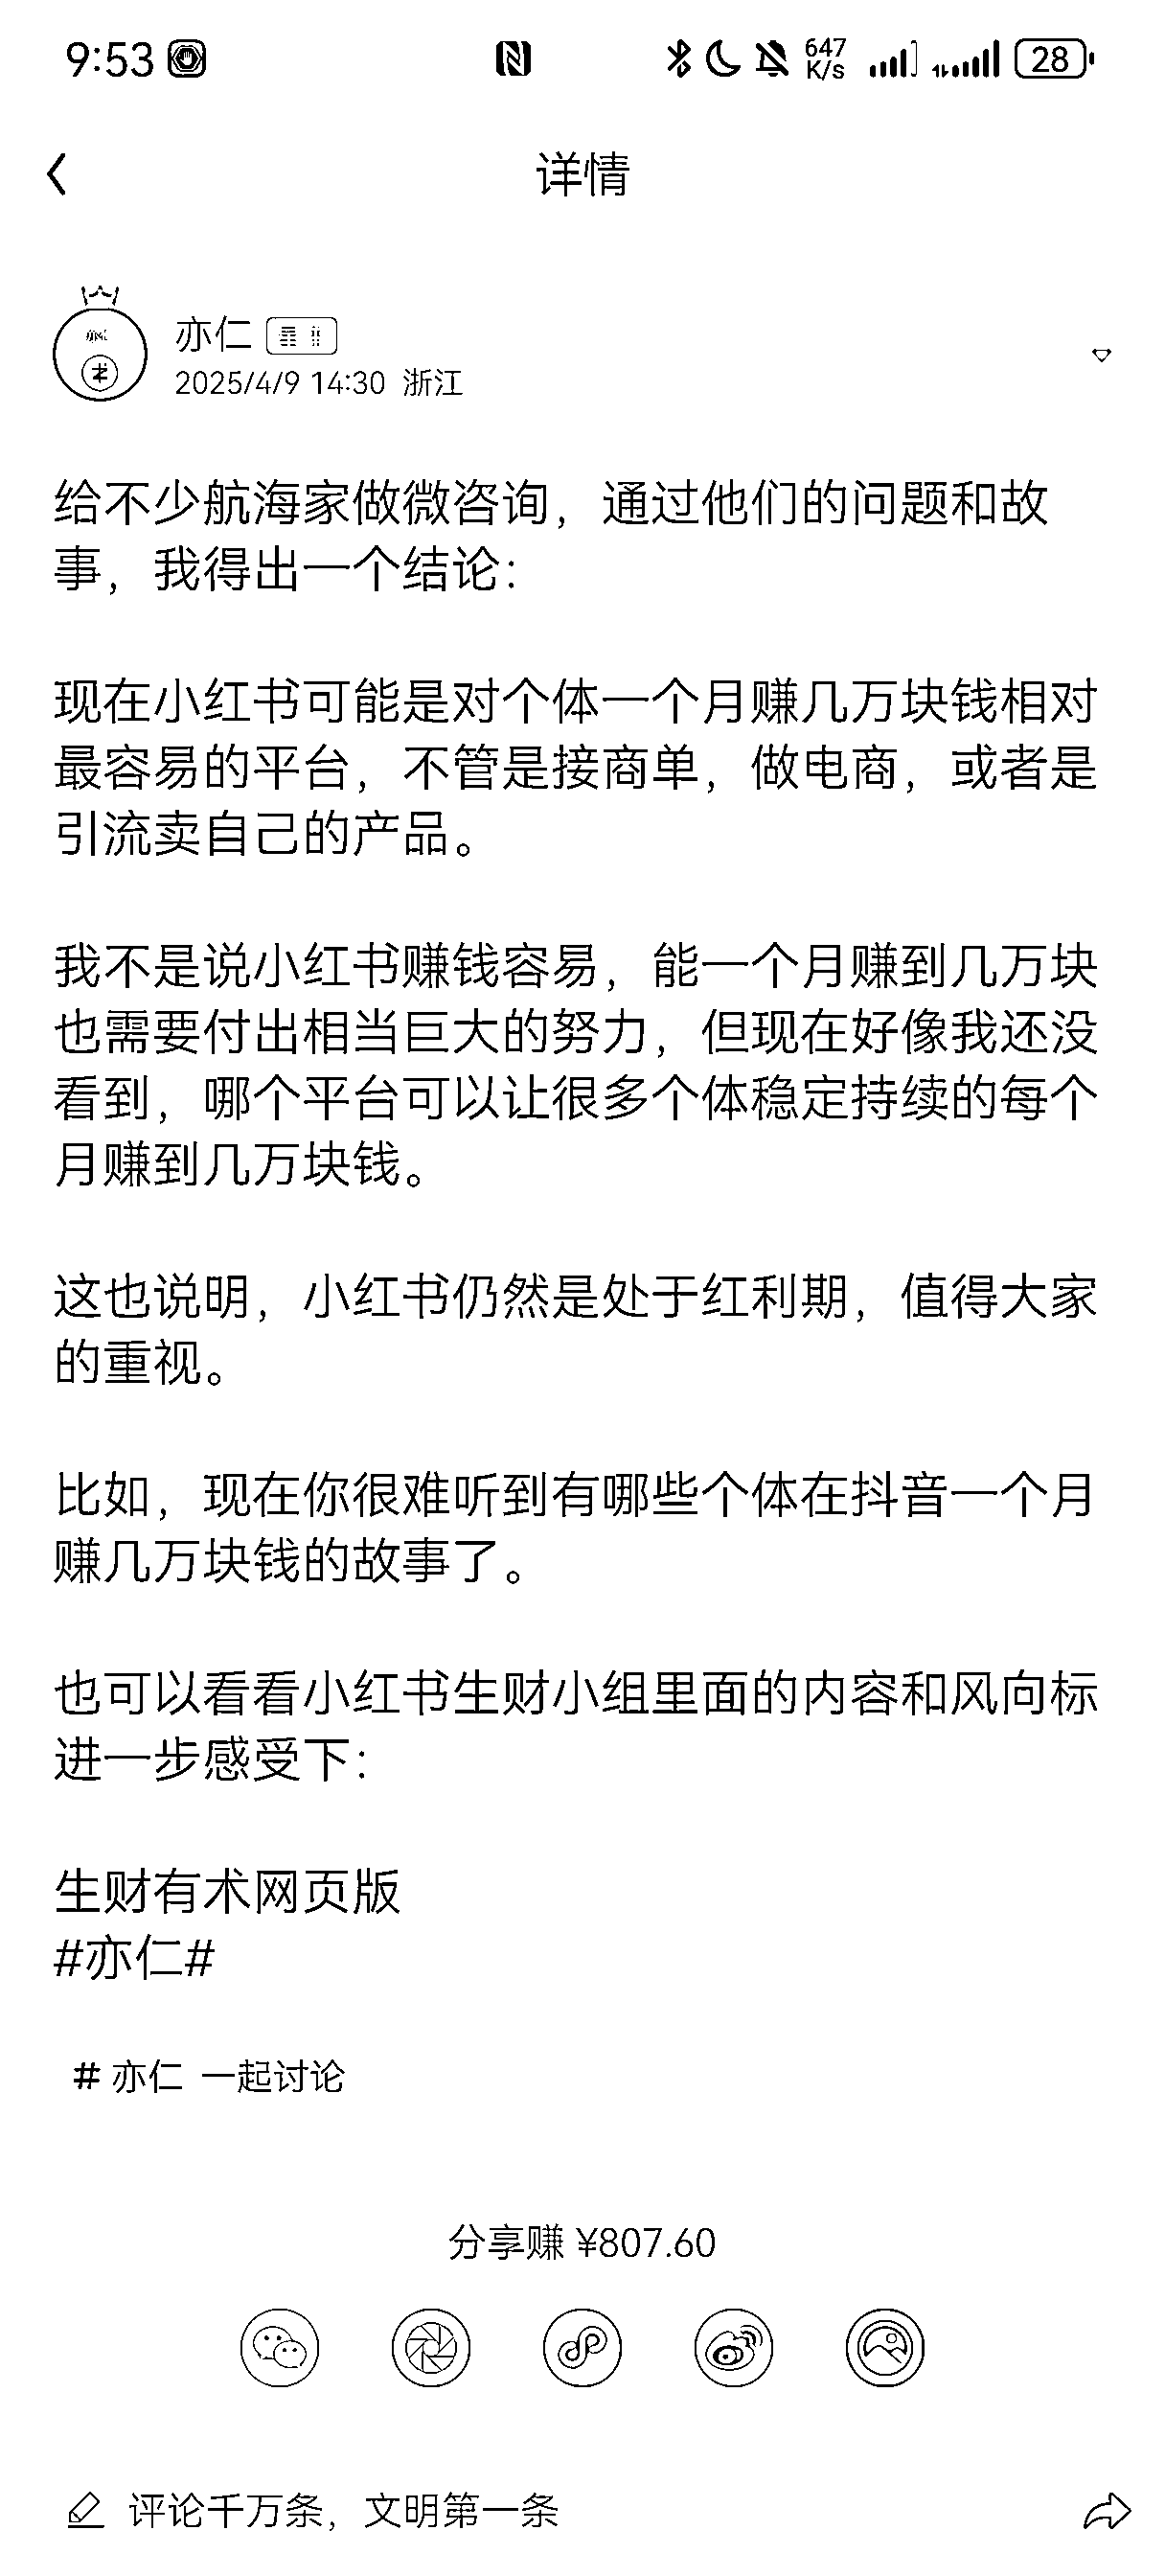 9:53
647 K/s
28
详情
亦仁
2025/4/9 14:30 浙江
给不少航海家做微咨询，通过他们的问题和故
事，我得出一个结论：
现在小红书可能是对个体一个月赚几万块钱相对
最容易的平台，不管是接商单，做电商，或者是
引流卖自己的产品。
我不是说小红书赚钱容易，能一个月赚到几万块
也需要付出相当巨大的努力，但现在好像我还没
看到，哪个平台可以让很多个体稳定持续的每个
月赚到几万块钱。
这也说明，小红书仍然是处于红利期，值得大家
的重视。
比如，现在你很难听到有哪些个体在抖音一个月
赚几万块钱的故事了。
也可以看看小红书生财小组里面的内容和风向标
进一步感受下：
生财有术网页版
#亦仁#
# 亦仁 一起讨论
分享赚 ¥807.60
评论千万条，文明第一条